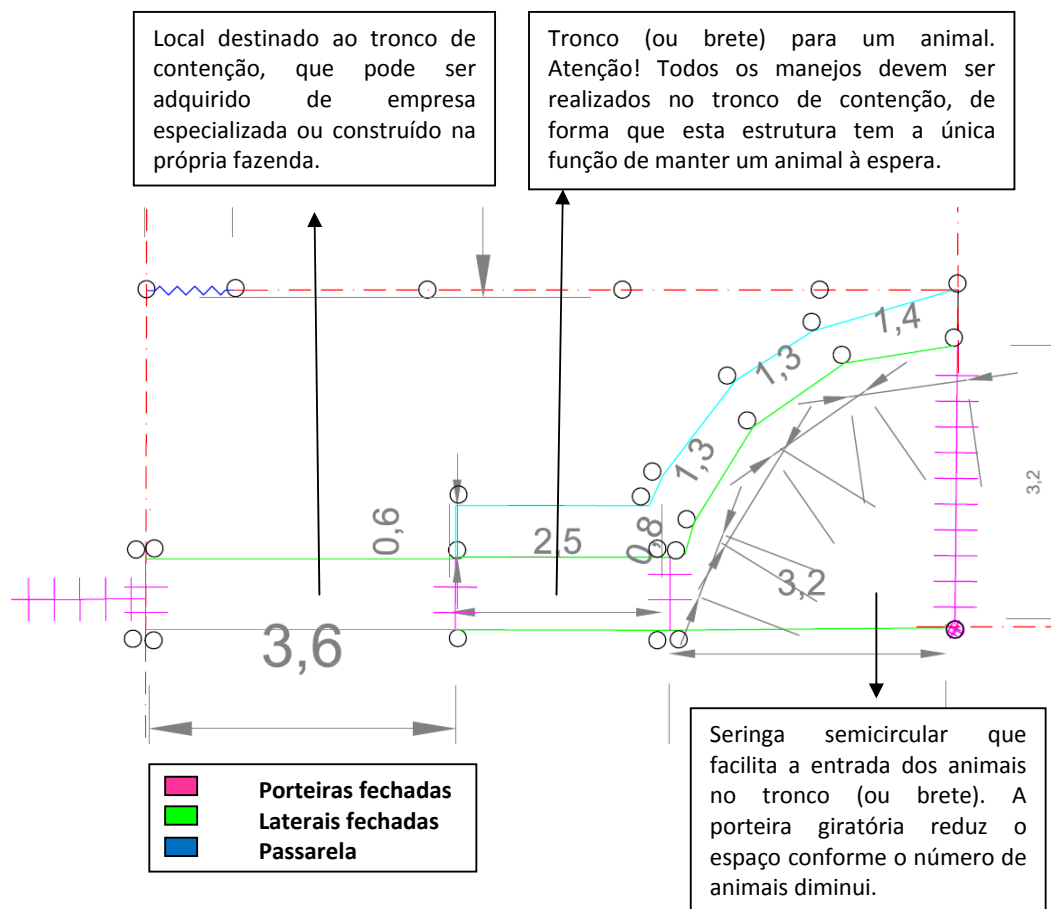 Local destinado ao tronco de
contenção, que pode ser
adquirido de empresa
especializada ou construído na
própria fazenda.
Tronco (ou brete) para um animal.
Atenção! Todos os manejos devem ser
realizados no tronco de contenção, de
forma que esta estrutura tem a única
função de manter um animal à espera.
1,4
1,3
1,3
3,2
0,6
2,5
0,8
3,2
3,6
Seringa semicircular que
facilita a entrada dos animais
no tronco (ou brete). A
porteira giratória reduz o
espaço conforme o número de
animais diminui.
Porteiras fechadas
Laterais fechadas
Passarela